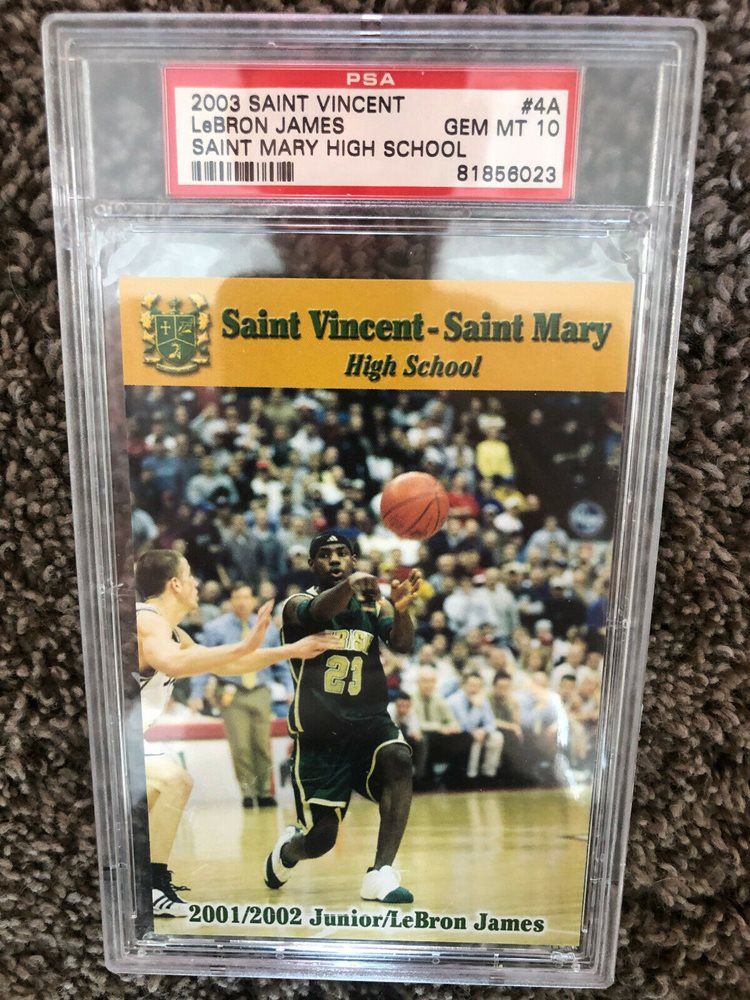 PSA
2003 SAINT VINCENT #4A
LeBRON JAMES GEM MT 10
SAINT MARY HIGH SCHOOL
81856023
Saint Vincent-Saint Mary
High School
23
2001/2002 Junior/LeBron James